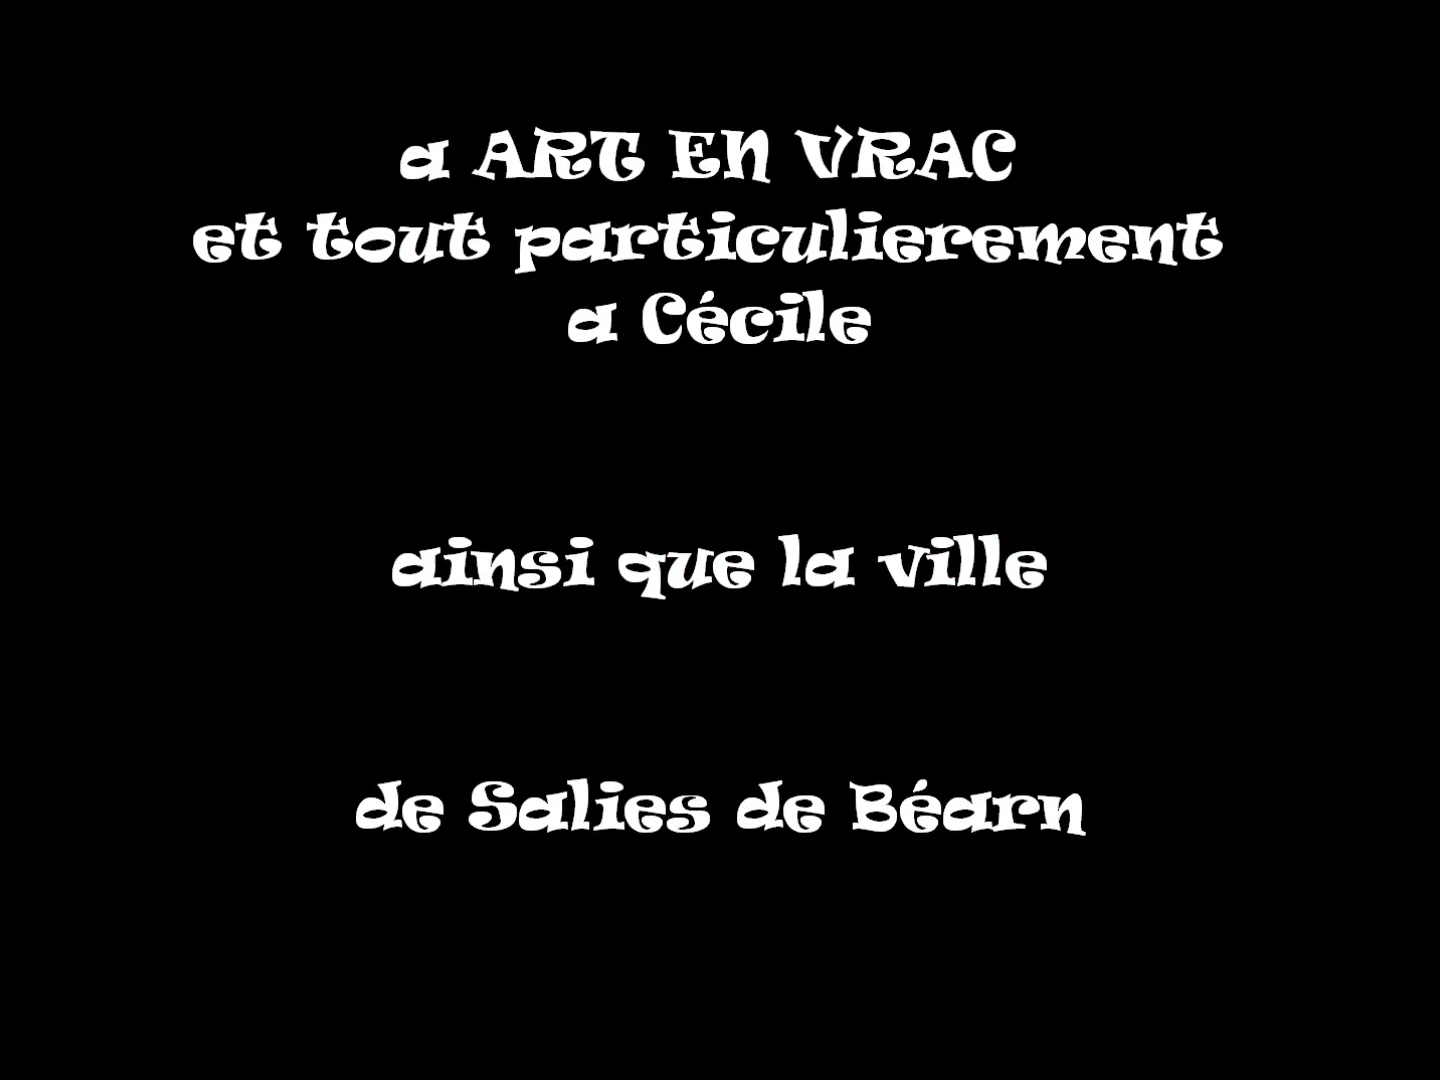 a ART EN VRAC
et tout particulierement
a Cécile
ainsi que la ville
de Salies de Béarn